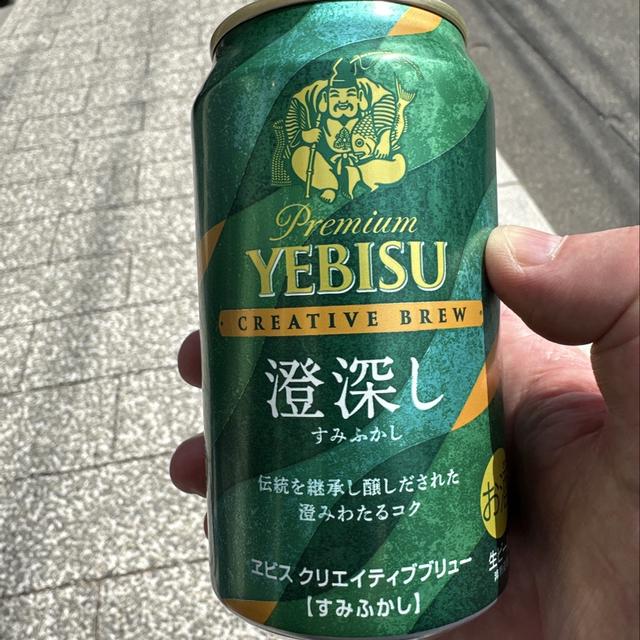 Premium
YEBISU
CREATIVE BREW
澄深し
すみふかし
伝統を継承し醸しだされた
澄みわたるコク
お酒
ヱビス クリエイティブブリュー
【すみふかし】